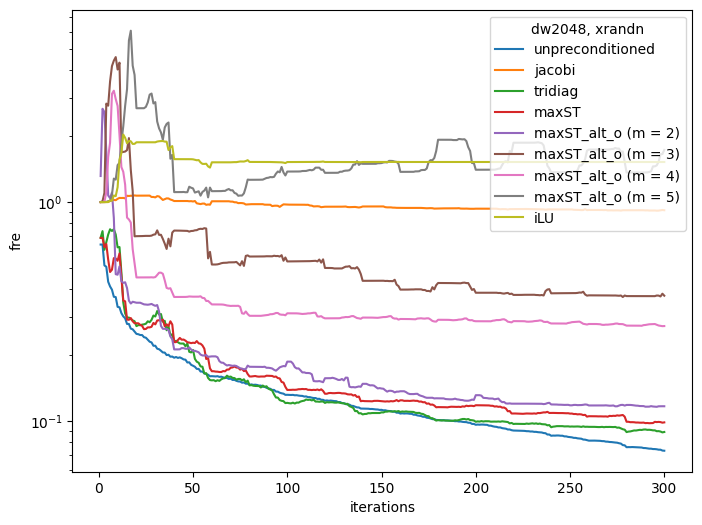 dw2048, xrandn
unpreconditioned
jacobi
tridiag
maxST
maxST_alt_o (m = 2)
maxST_alt_o (m = 3)
maxST_alt_o (m = 4)
maxST_alt_o (m = 5)
iLU
fre
10⁰
10⁻¹
0 50 100 150 200 250 300
iterations